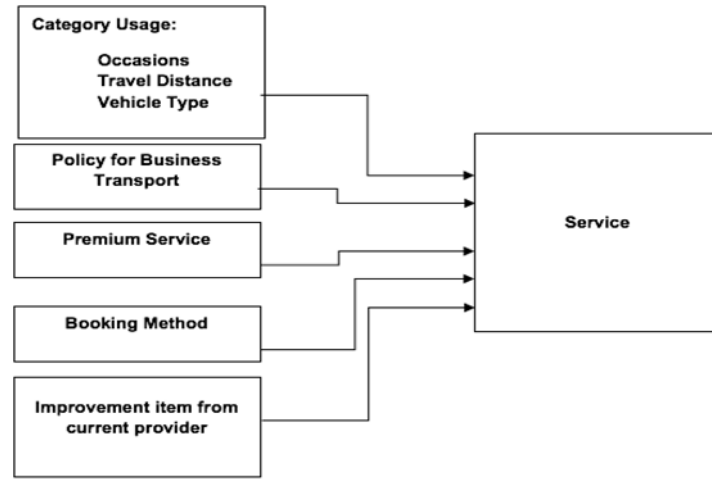 Category Usage:
Occasions
Travel Distance
Vehicle Type
Policy for Business
Transport
Premium Service
Booking Method
Improvement item from
current provider
Service